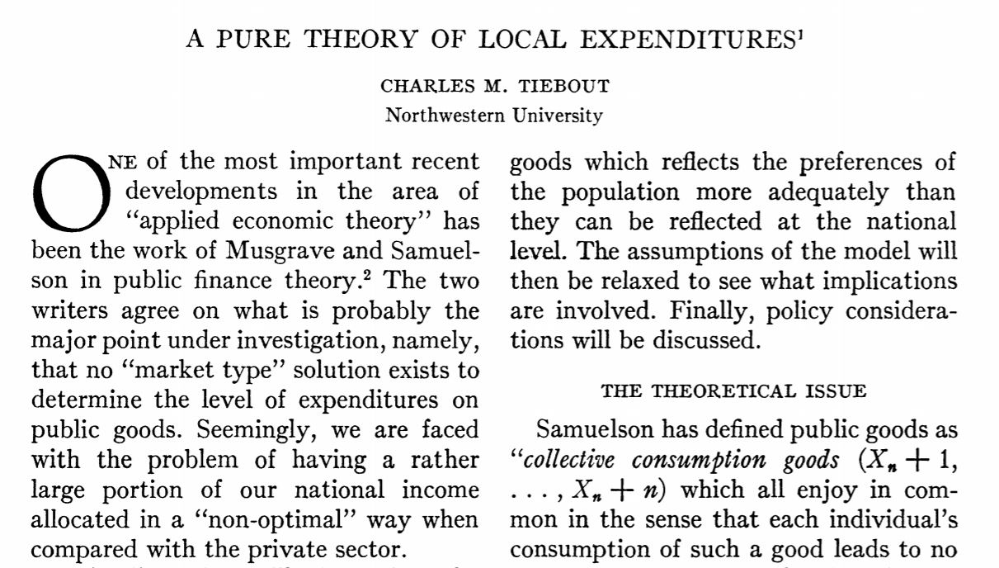 A PURE THEORY OF LOCAL EXPENDITURES¹
CHARLES M. TIEBOUT
Northwestern University
ONE of the most important recent
developments in the area of
“applied economic theory” has
been the work of Musgrave and Samuel-
son in public finance theory.² The two
writers agree on what is probably the
major point under investigation, namely,
that no “market type” solution exists to
determine the level of expenditures on
public goods. Seemingly, we are faced
with the problem of having a rather
large portion of our national income
allocated in a “non-optimal” way when
compared with the private sector.
goods which reflects the preferences of
the population more adequately than
they can be reflected at the national
level. The assumptions of the model will
then be relaxed to see what implications
are involved. Finally, policy considera-
tions will be discussed.
THE THEORETICAL ISSUE
Samuelson has defined public goods as
“collective consumption goods (Xₙ + 1,
. . . , Xₙ + n) which all enjoy in com-
mon in the sense that each individual’s
consumption of such a good leads to no